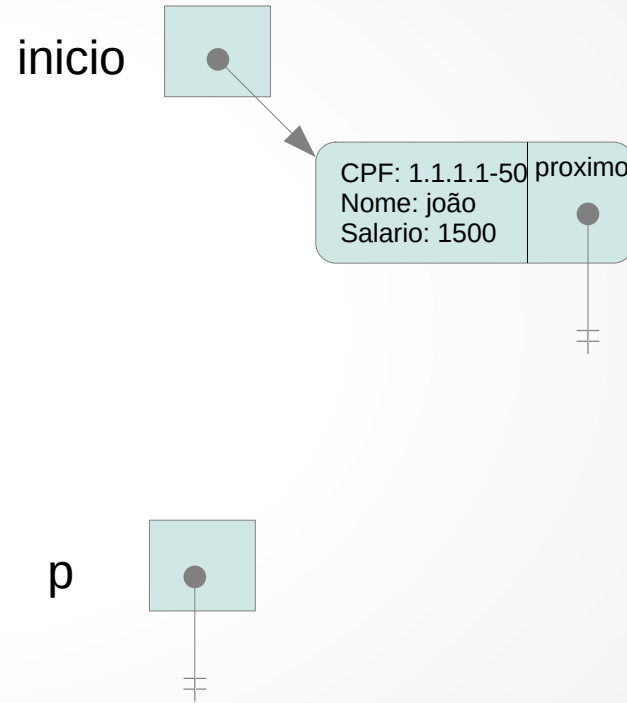 inicio
CPF: 1.1.1.1-50
Nome: joão
Salario: 1500
proximo
p